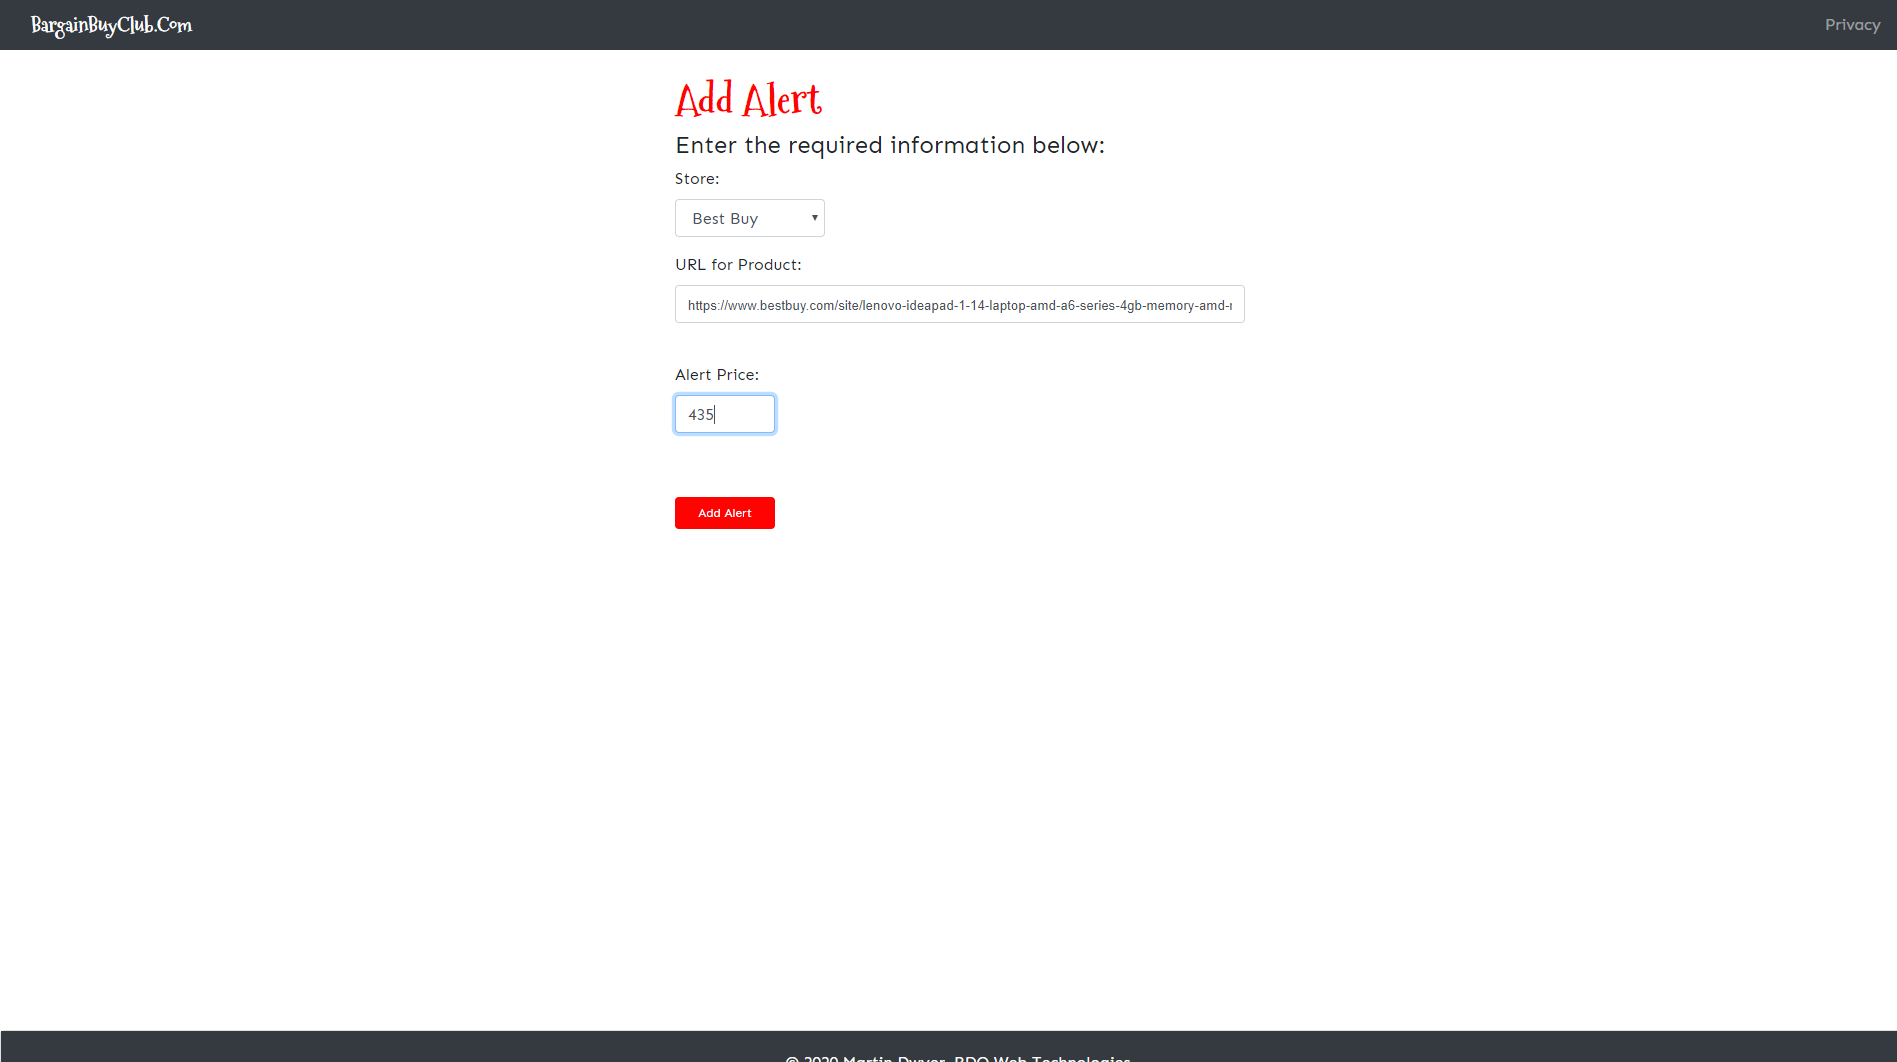 BargainBuyClub.Com
Privacy
Add Alert
Enter the required information below:
Store:
Best Buy
URL for Product:
https://www.bestbuy.com/site/lenovo-ideapad-1-14-laptop-amd-a6-series-4gb-memory-amd-
Alert Price:
435
Add Alert
© 2020 Martin Dwyer, BDO Web Technologies